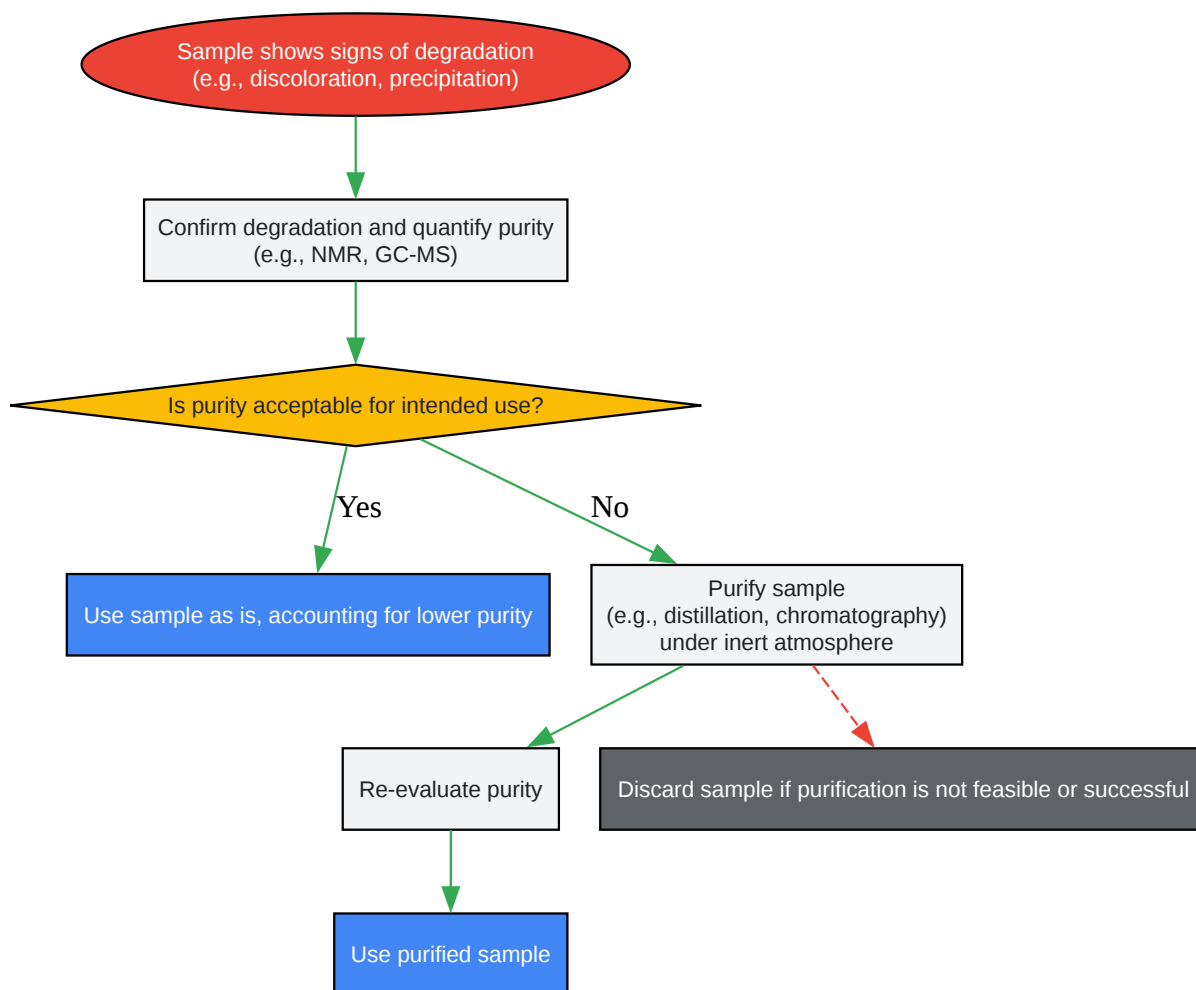 Sample shows signs of degradation
(e.g., discoloration, precipitation)
Confirm degradation and quantify purity
(e.g., NMR, GC-MS)
Is purity acceptable for intended use?
Yes
No
Use sample as is, accounting for lower purity
Purify sample
(e.g., distillation, chromatography)
under inert atmosphere
Re-evaluate purity
Discard sample if purification is not feasible or successful
Use purified sample